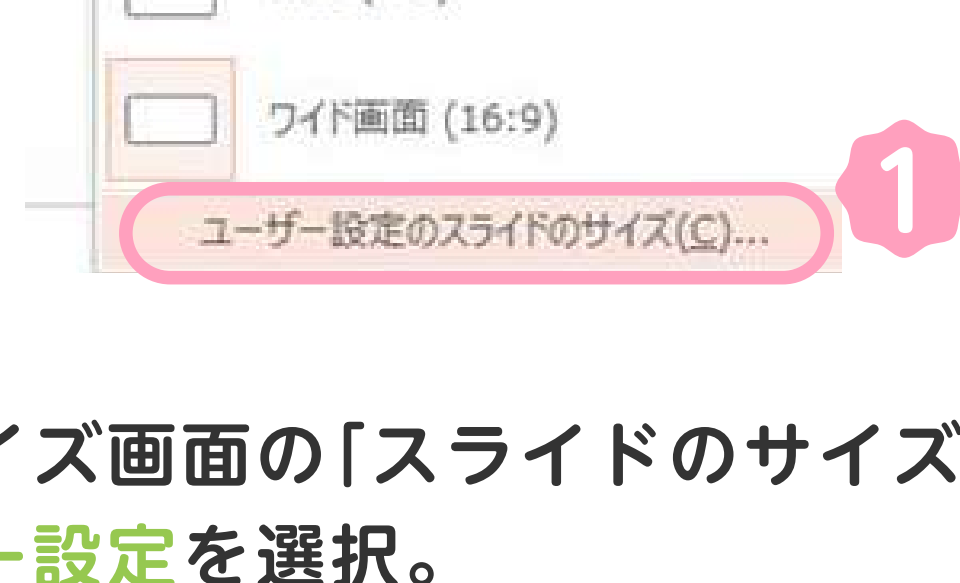 ワイド画面 (16:9)
1
ユーザー設定のスライドのサイズ(C)...
イズ画面の「スライドのサイズ
ー設定を選択。